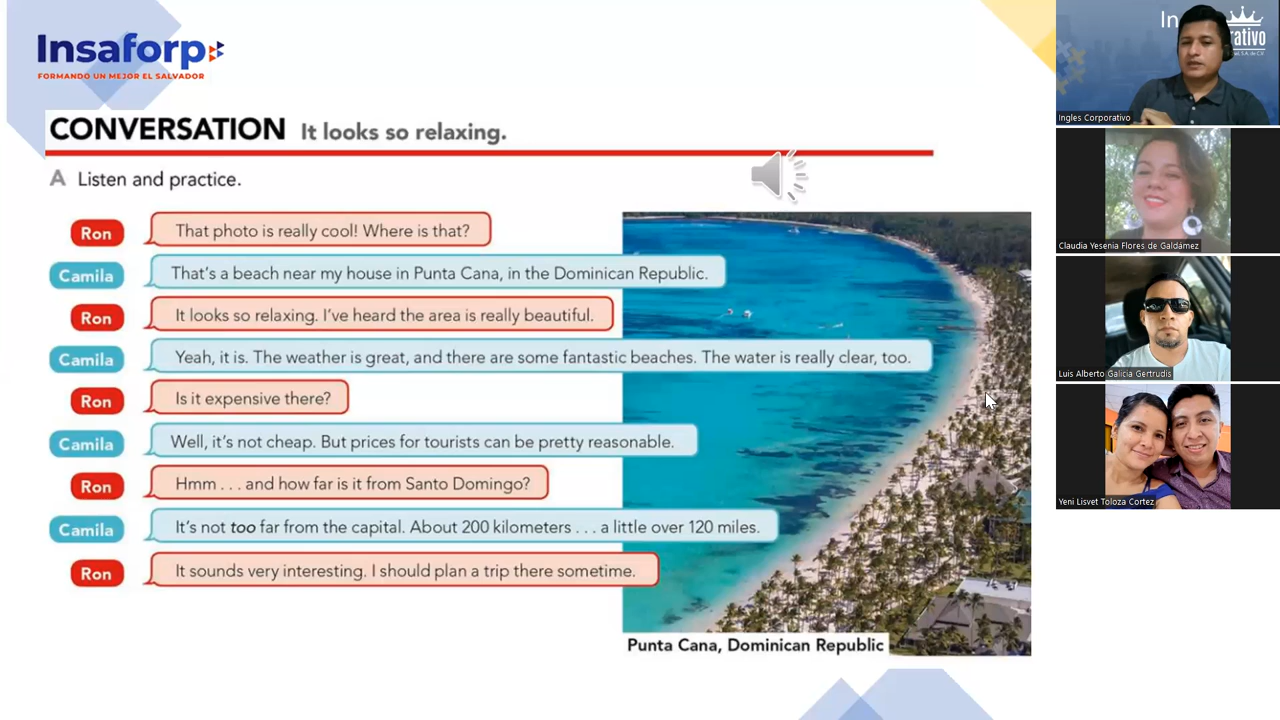 Insaforp
FORMANDO UN MEJOR EL SALVADOR
CONVERSATION It looks so relaxing.
A Listen and practice.
Ron That photo is really cool! Where is that?
Camila That's a beach near my house in Punta Cana, in the Dominican Republic.
Ron It looks so relaxing. I've heard the area is really beautiful.
Camila Yeah, it is. The weather is great, and there are some fantastic beaches. The water is really clear, too.
Ron Is it expensive there?
Camila Well, it's not cheap. But prices for tourists can be pretty reasonable.
Ron Hmm . . . and how far is it from Santo Domingo?
Camila It's not too far from the capital. About 200 kilometers . . . a little over 120 miles.
Ron It sounds very interesting. I should plan a trip there sometime.
Punta Cana, Dominican Republic
Ingles Corporativo
Claudia Yesenia Flores de Galdámez
Luis Alberto Galicia Gertrudis
Yeni Lisvet Toloza Cortez